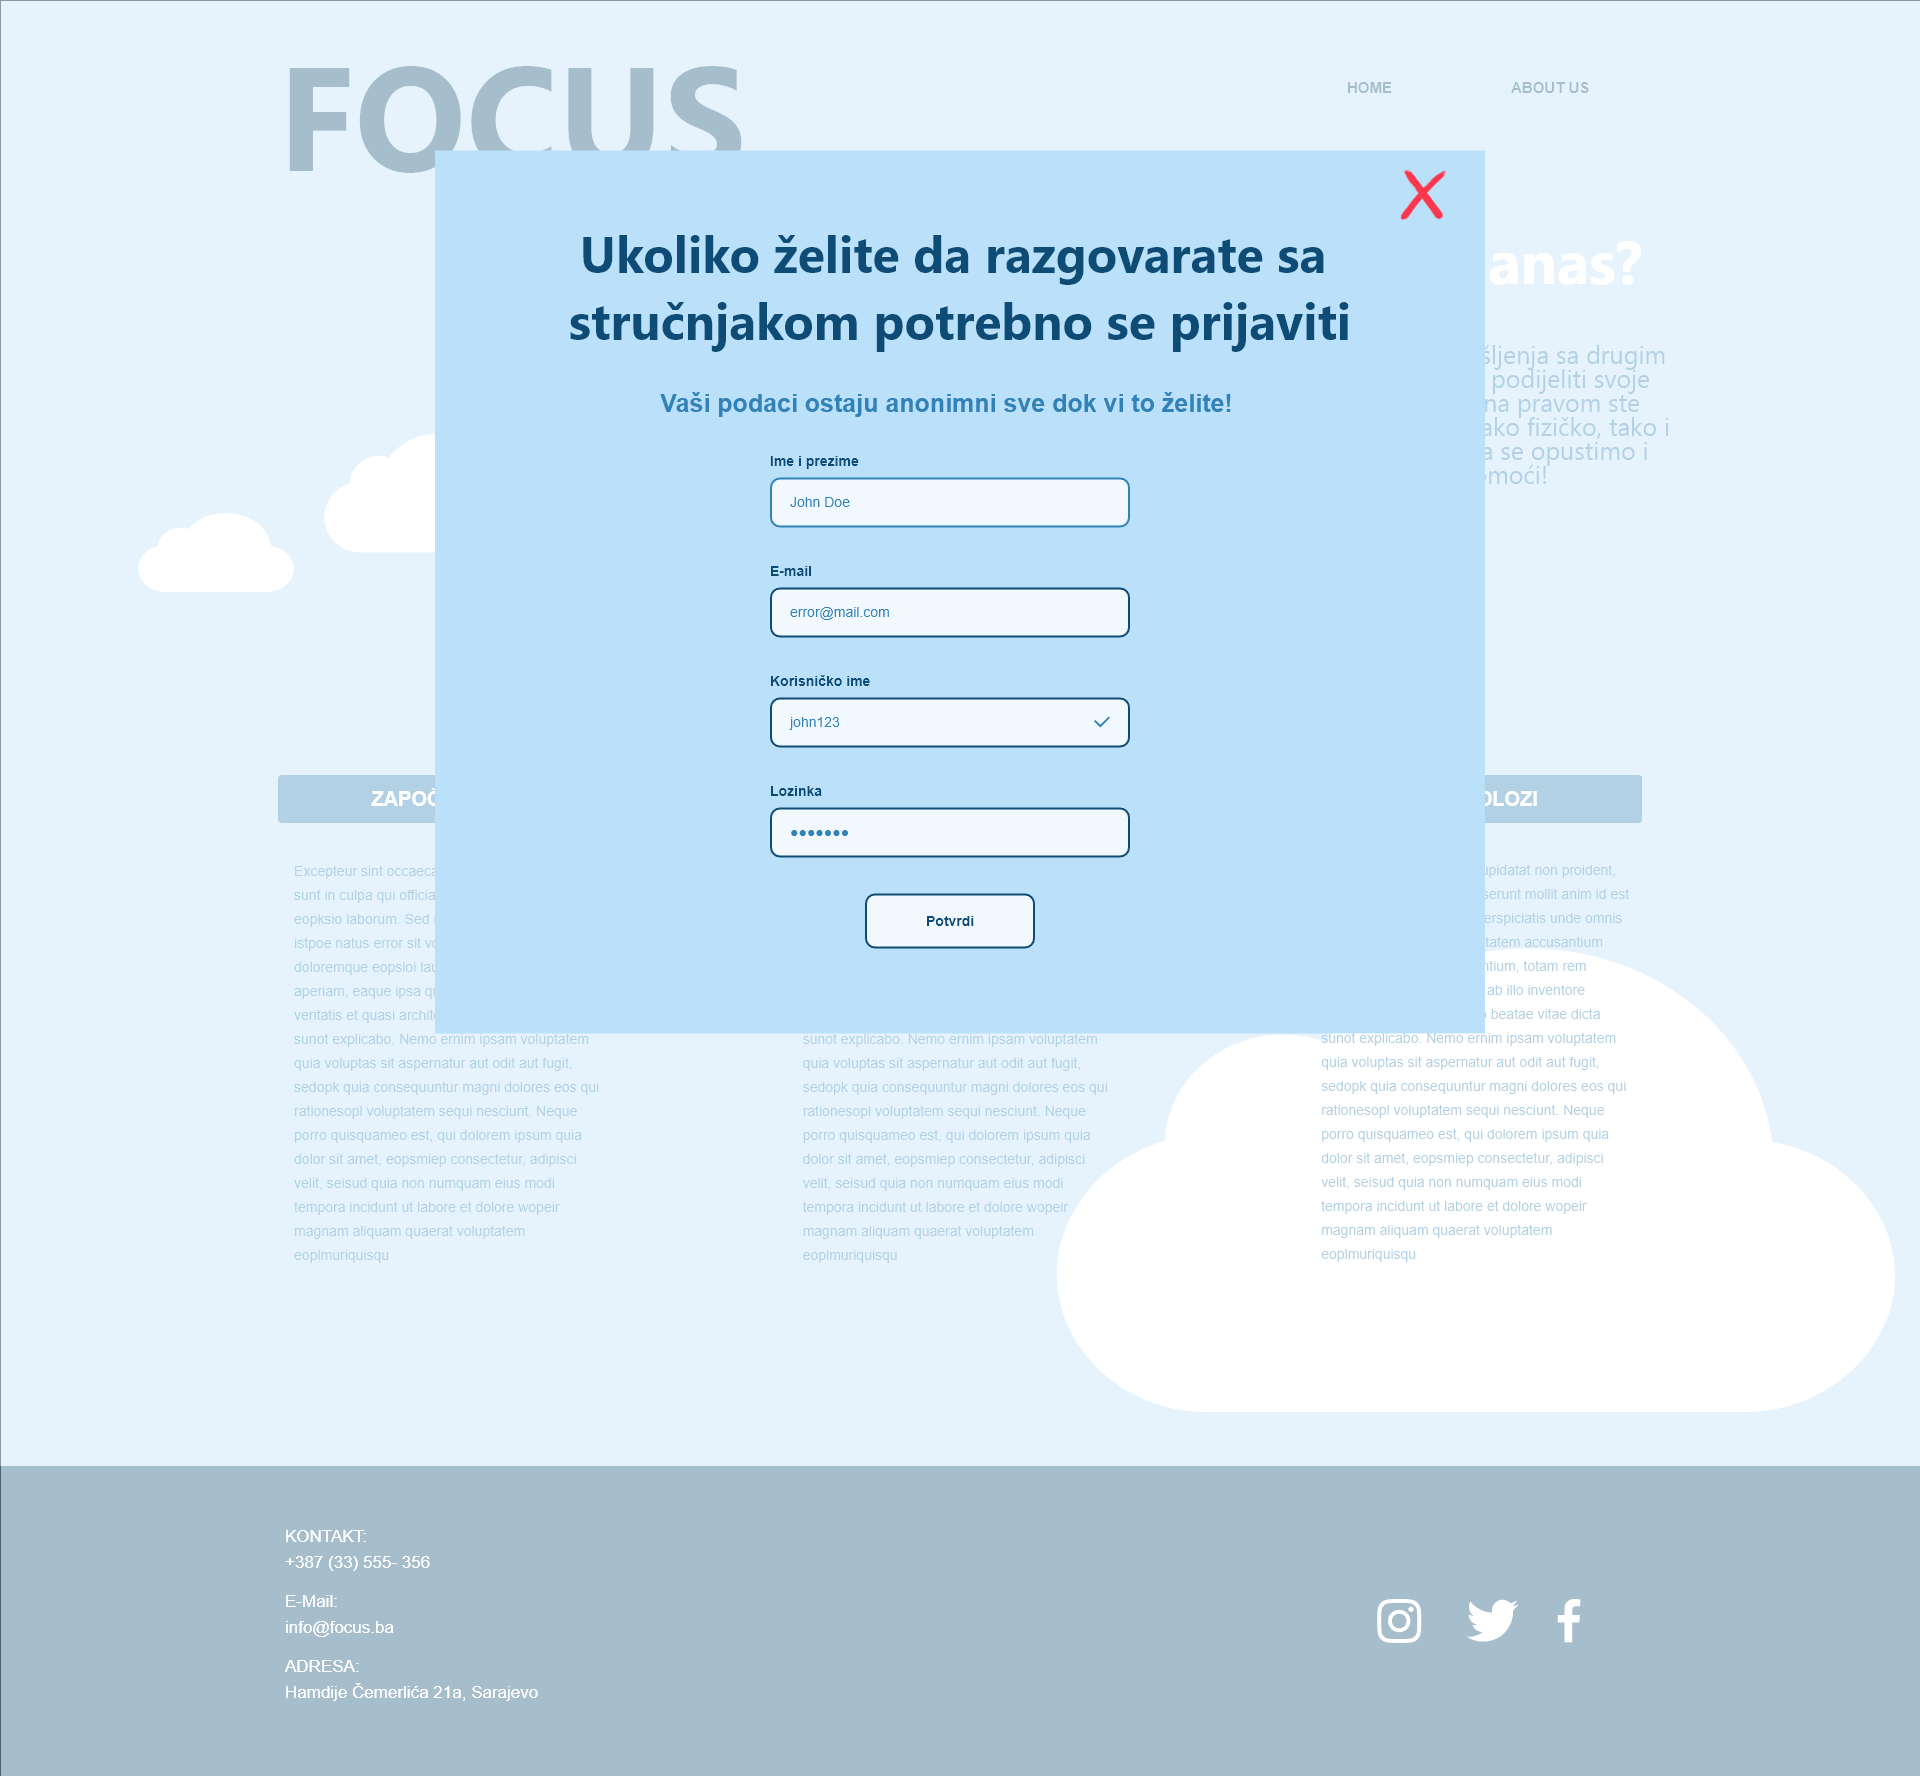 FOCUS
HOME
ABOUT US
Ukoliko želite da razgovarate sa
stručnjakom potrebno se prijaviti
Vaši podaci ostaju anonimni sve dok vi to želite!
Ime i prezime
John Doe
E-mail
error@mail.com
Korisničko ime
john123
Lozinka
•••••••
Potvrdi
anas?
šljenja sa drugim
podijeliti svoje
na pravom ste
ako fizičko, tako i
a se opustimo i
omoći!
ZAPOČ
OLOZI
Excepteur sint occaeca
sunt in culpa qui officia
eopksio laborum. Sed
istpoe natus error sit vo
doloremque eopsloi lau
aperiam, eaque ipsa qu
veritatis et quasi archite
sunot explicabo. Nemo ernim ipsam voluptatem
quia voluptas sit aspernatur aut odit aut fugit,
sedopk quia consequuntur magni dolores eos qui
rationesopl voluptatem sequi nesciunt. Neque
porro quisquameo est, qui dolorem ipsum quia
dolor sit amet, eopsmiep consectetur, adipisci
velit, seisud quia non numquam eius modi
tempora incidunt ut labore et dolore wopeir
magnam aliquam quaerat voluptatem
eoplmuriquisqu
sunot explicabo. Nemo ernim ipsam voluptatem
quia voluptas sit aspernatur aut odit aut fugit,
sedopk quia consequuntur magni dolores eos qui
rationesopl voluptatem sequi nesciunt. Neque
porro quisquameo est, qui dolorem ipsum quia
dolor sit amet, eopsmiep consectetur, adipisci
velit, seisud quia non numquam eius modi
tempora incidunt ut labore et dolore wopeir
magnam aliquam quaerat voluptatem
eoplmuriquisqu
upidatat non proident,
serunt mollit anim id est
erspiciatis unde omnis
tatem accusantium
ntium, totam rem
ab illo inventore
beatae vitae dicta
sunot explicabo. Nemo ernim ipsam voluptatem
quia voluptas sit aspernatur aut odit aut fugit,
sedopk quia consequuntur magni dolores eos qui
rationesopl voluptatem sequi nesciunt. Neque
porro quisquameo est, qui dolorem ipsum quia
dolor sit amet, eopsmiep consectetur, adipisci
velit, seisud quia non numquam eius modi
tempora incidunt ut labore et dolore wopeir
magnam aliquam quaerat voluptatem
eoplmuriquisqu
KONTAKT:
+387 (33) 555- 356
E-Mail:
info@focus.ba
ADRESA:
Hamdije Čemerlića 21a, Sarajevo